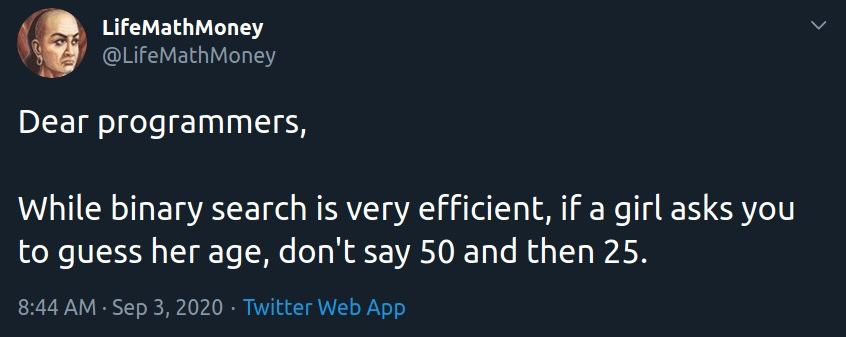 LifeMathMoney
@LifeMathMoney
Dear programmers,
While binary search is very efficient, if a girl asks you
to guess her age, don't say 50 and then 25.
8:44 AM · Sep 3, 2020 · Twitter Web App